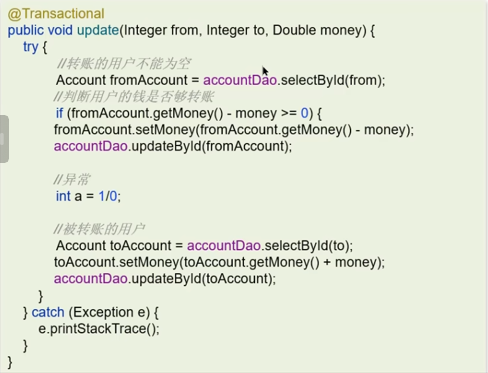 @Transactional
public void update(Integer from, Integer to, Double money) {
try {
//转账的用户不能为空
Account fromAccount = accountDao.selectById(from);
//判断用户的钱是否够转账
if (fromAccount.getMoney() - money >= 0) {
fromAccount.setMoney(fromAccount.getMoney() - money);
accountDao.updateById(fromAccount);
//异常
int a = 1/0;
//被转账的用户
Account toAccount = accountDao.selectById(to);
toAccount.setMoney(toAccount.getMoney() + money);
accountDao.updateById(toAccount);
}
} catch (Exception e) {
e.printStackTrace();
}
}